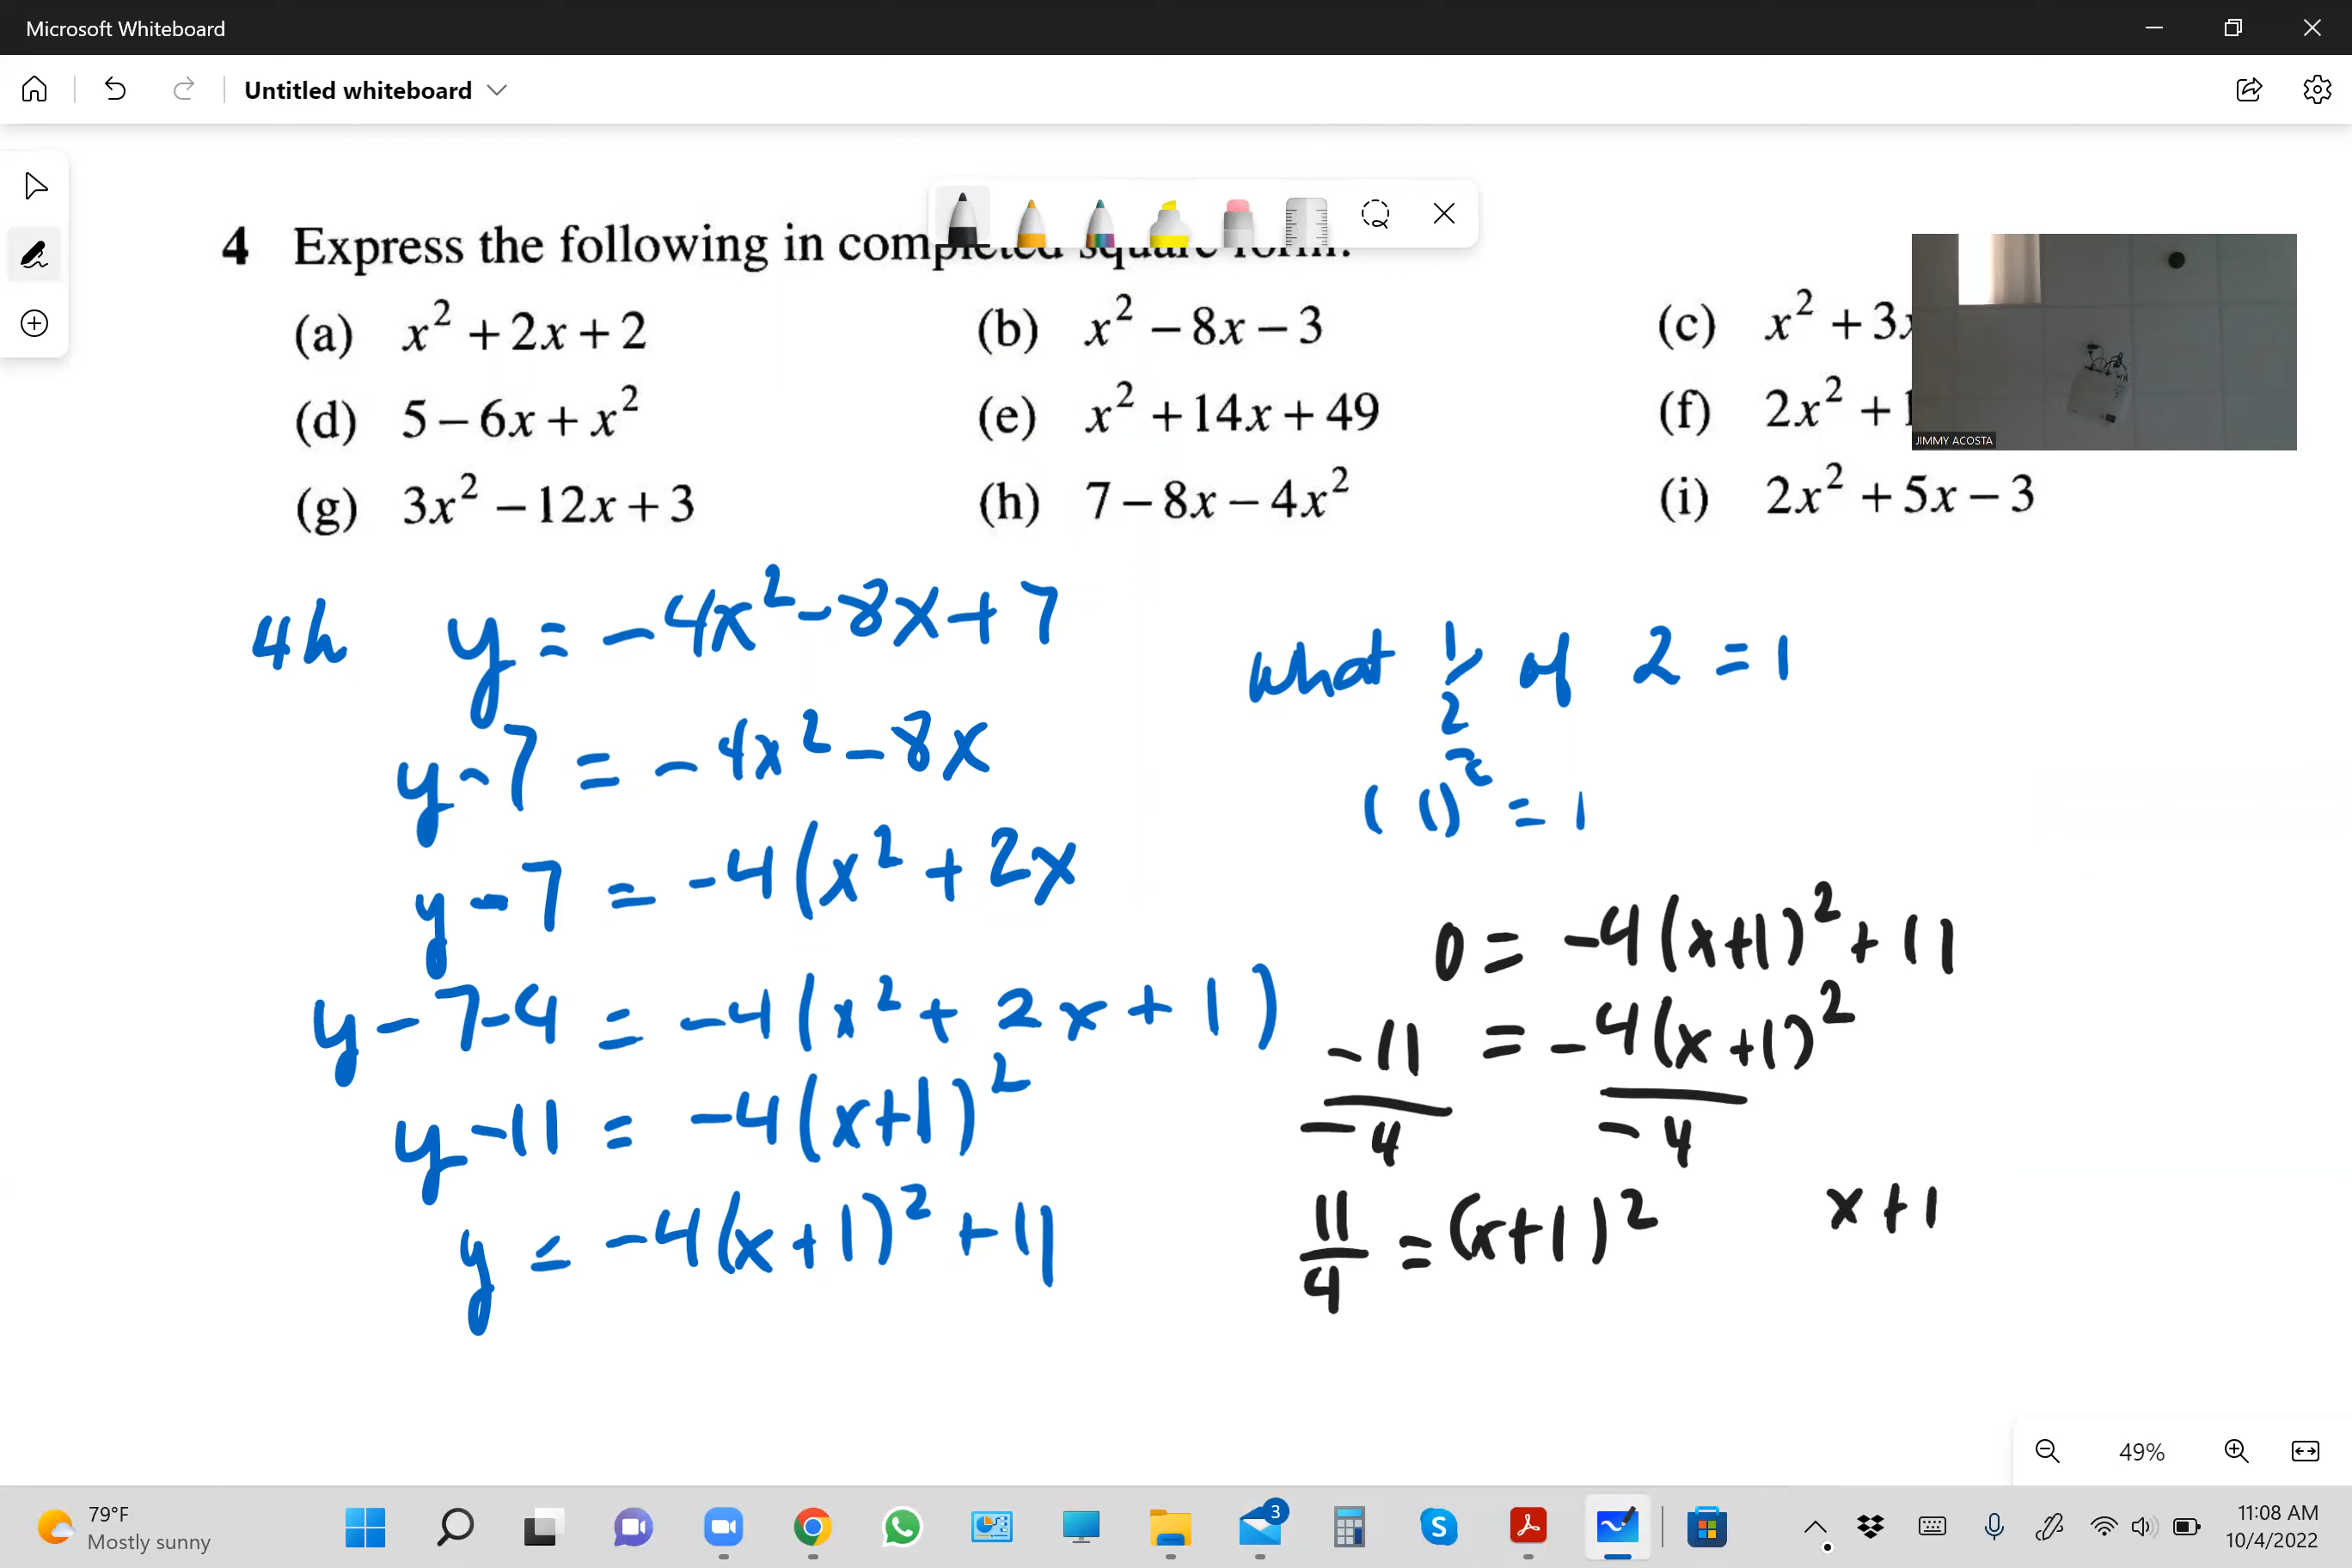 Microsoft Whiteboard
Untitled whiteboard
4 Express the following in completed square form.
(a) x² + 2x + 2 (b) x² − 8x − 3 (c) x² + 3x
(d) 5 − 6x + x² (e) x² + 14x + 49 (f) 2x² + 1
JIMMY ACOSTA
(g) 3x² − 12x + 3 (h) 7 − 8x − 4x² (i) 2x² + 5x − 3
4h y = -4x² - 8x + 7
y - 7 = -4x² - 8x
y - 7 = -4(x² + 2x
y - 7 - 4 = -4(x² + 2x + 1)
y - 11 = -4(x+1)²
y = -4(x+1)² + 11
what 1/2 of 2 = 1
(1)² = 1
0 = -4(x+1)² + 11
-11/-4 = -4(x+1)²/-4
11/4 = (x+1)² x+1
49%
79°F
Mostly sunny
3
S
11:08 AM
10/4/2022